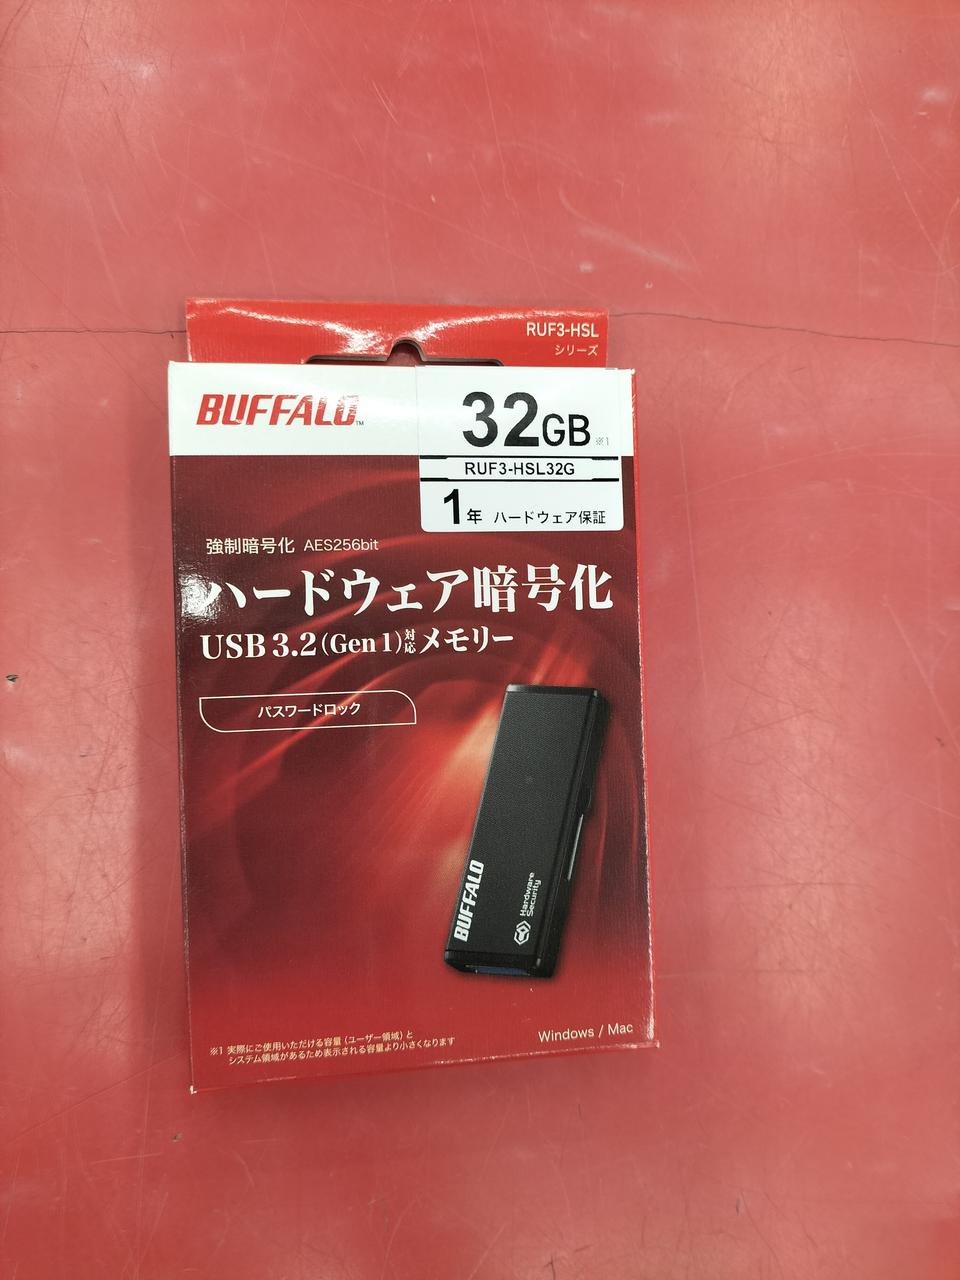 RUF3-HSL
シリーズ
BUFFALO™
32GB ※1
RUF3-HSL32G
1年 ハードウェア保証
強制暗号化 AES256bit
ハードウェア暗号化
USB 3.2(Gen 1)対応メモリー
パスワードロック
BUFFALO
Hardware
Security
Windows / Mac
※1 実際にご使用いただける容量(ユーザー領域)と
システム領域があるため表示される容量より小さくなります